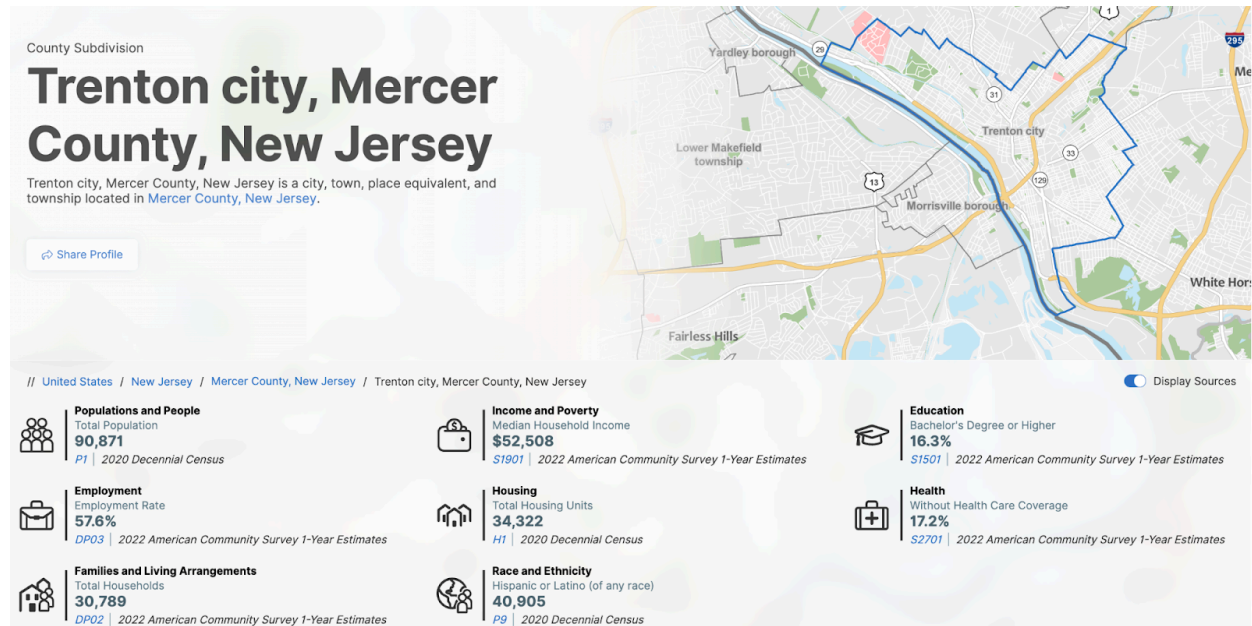 County Subdivision
Trenton city, Mercer
County, New Jersey
Trenton city, Mercer County, New Jersey is a city, town, place equivalent, and
township located in Mercer County, New Jersey.
Share Profile
1
295
Yardley borough
29
Me
31
Trenton city
Lower Makefield
township
33
13
129
Morrisville borough
White Hors
Fairless Hills
// United States / New Jersey / Mercer County, New Jersey / Trenton city, Mercer County, New Jersey
Display Sources
Populations and People
Total Population
90,871
P1 | 2020 Decennial Census
Income and Poverty
Median Household Income
$52,508
S1901 | 2022 American Community Survey 1-Year Estimates
Education
Bachelor's Degree or Higher
16.3%
S1501 | 2022 American Community Survey 1-Year Estimates
Employment
Employment Rate
57.6%
DP03 | 2022 American Community Survey 1-Year Estimates
Housing
Total Housing Units
34,322
H1 | 2020 Decennial Census
Health
Without Health Care Coverage
17.2%
S2701 | 2022 American Community Survey 1-Year Estimates
Families and Living Arrangements
Total Households
30,789
DP02 | 2022 American Community Survey 1-Year Estimates
Race and Ethnicity
Hispanic or Latino (of any race)
40,905
P9 | 2020 Decennial Census